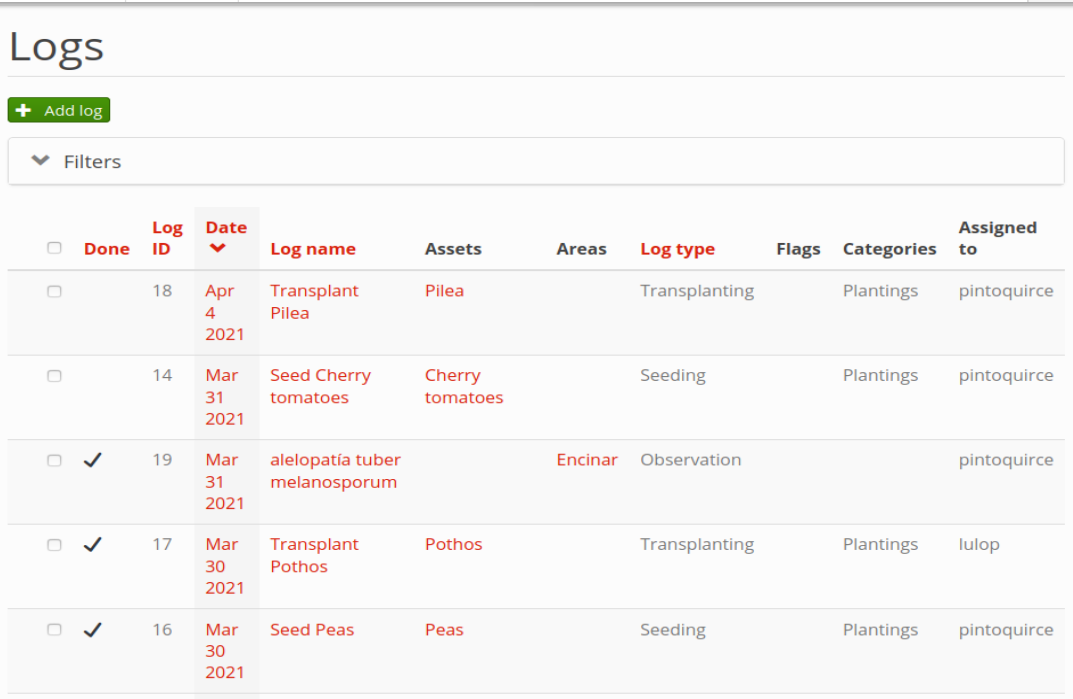 Logs
Add log
Filters
Done Log ID Date Log name Assets Areas Log type Flags Categories Assigned to
18 Apr 4 2021 Transplant Pilea Pilea Transplanting Plantings pintoquirce
14 Mar 31 2021 Seed Cherry tomatoes Cherry tomatoes Seeding Plantings pintoquirce
19 Mar 31 2021 alelopatía tuber melanosporum Encinar Observation pintoquirce
17 Mar 30 2021 Transplant Pothos Pothos Transplanting Plantings lulop
16 Mar 30 2021 Seed Peas Peas Seeding Plantings pintoquirce